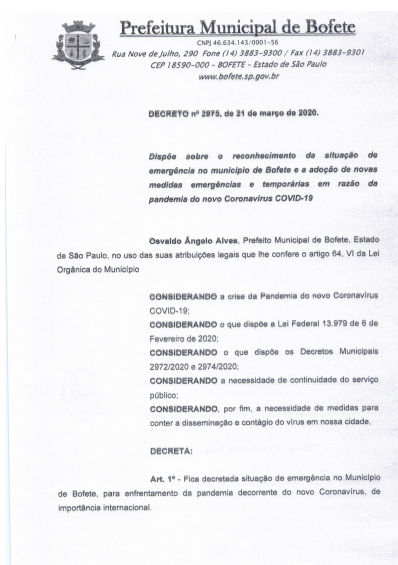 Prefeitura Municipal de Bofete
CNPJ 46.634.143/0001-56
Rua Nove de Julho, 290 Fone (14) 3883-9300 / Fax (14) 3883-9301
CEP 18590-000 - BOFETE - Estado de São Paulo
www.bofete.sp.gov.br
DECRETO nº 2975, de 21 de março de 2020.
Dispõe sobre o reconhecimento da situação de
emergência no município de Bofete e a adoção de novas
medidas emergências e temporárias em razão da
pandemia do novo Coronavírus COVID-19
Osvaldo Ângelo Alves, Prefeito Municipal de Bofete, Estado
de São Paulo, no uso das suas atribuições legais que lhe confere o artigo 64, VI da Lei
Orgânica do Município
CONSIDERANDO a crise da Pandemia do novo Coronavírus
COVID-19;
CONSIDERANDO o que dispõe a Lei Federal 13.979 de 6 de
Fevereiro de 2020;
CONSIDERANDO o que dispõe os Decretos Municipais
2972/2020 e 2974/2020;
CONSIDERANDO a necessidade de continuidade do serviço
público;
CONSIDERANDO, por fim, a necessidade de medidas para
conter a disseminação e contágio do vírus em nossa cidade,
DECRETA:
Art. 1º - Fica decretada situação de emergência no Município
de Bofete, para enfrentamento da pandemia decorrente do novo Coronavírus, de
importância internacional.